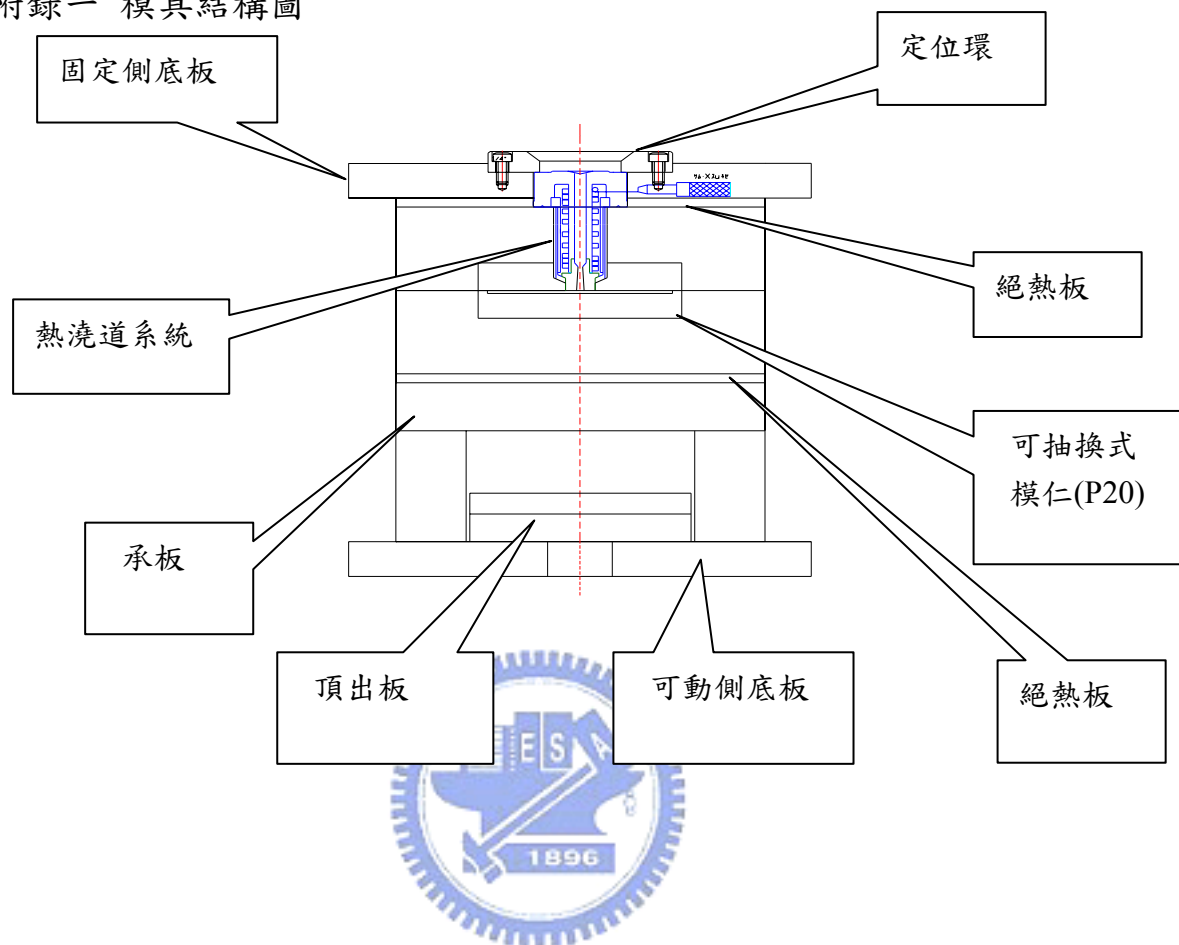 附錄一 模具結構圖
固定側底板
定位環
絕熱板
熱澆道系統
可抽換式
模仁(P20)
承板
頂出板
可動側底板
絕熱板
E S A
1896